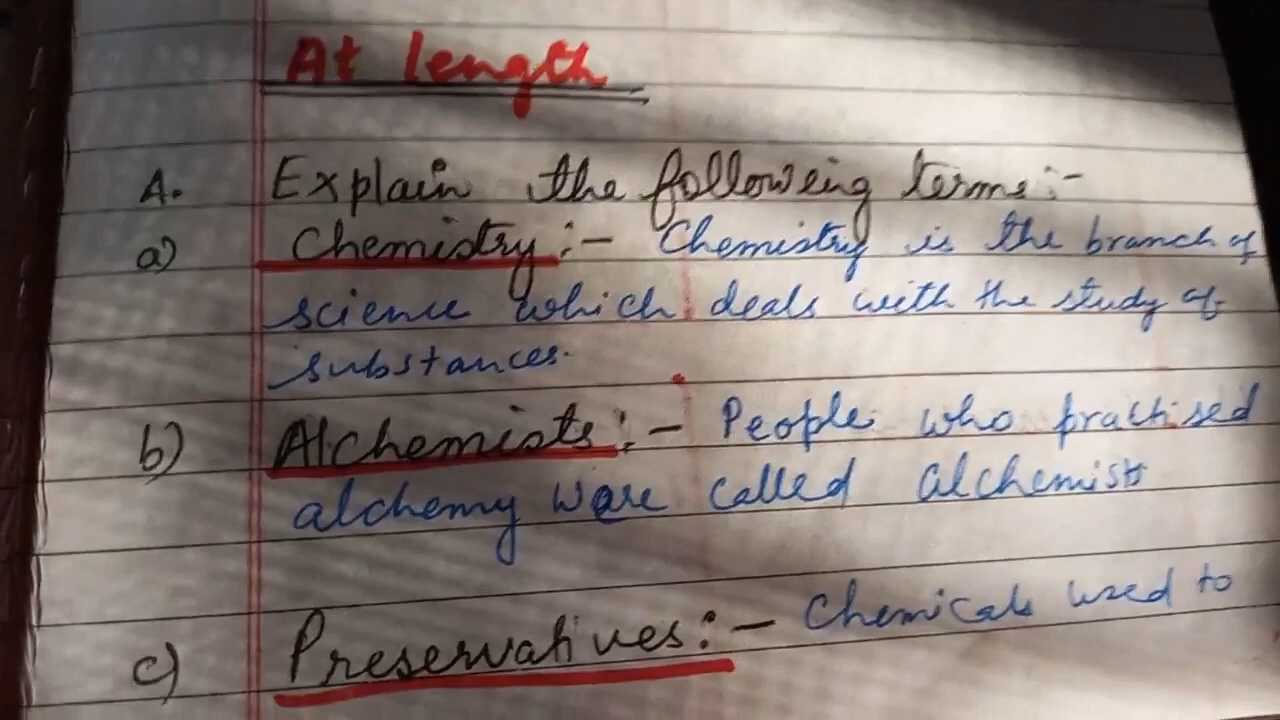 At length
A. Explain the following terms:-
a) Chemistry:- Chemistry is the branch of
science which deals with the study of
substances.
b) Alchemists:- People who practised
alchemy were called alchemists
c) Preservatives:- Chemicals used to